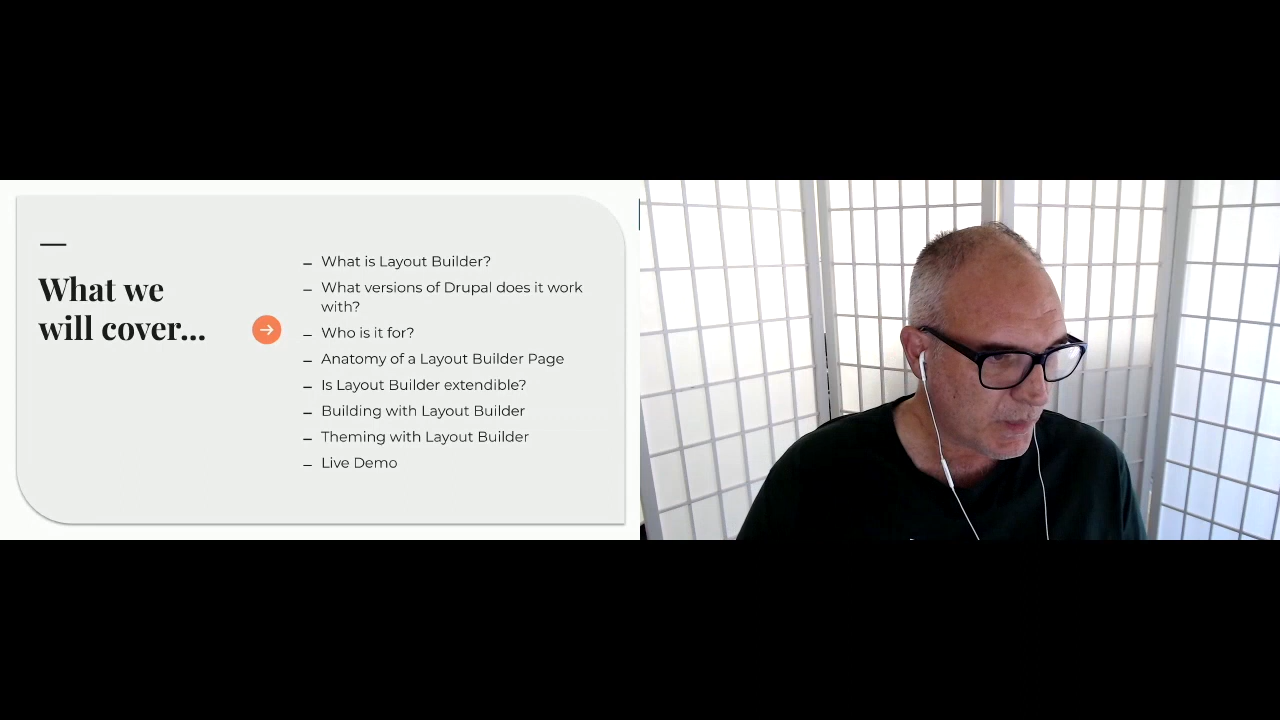 What we
will cover...
– What is Layout Builder?
– What versions of Drupal does it work
with?
– Who is it for?
– Anatomy of a Layout Builder Page
– Is Layout Builder extendible?
– Building with Layout Builder
– Theming with Layout Builder
– Live Demo